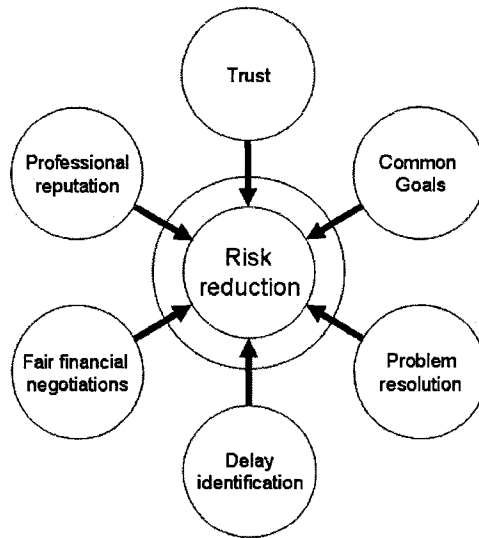 Trust
Professional
reputation
Common
Goals
Risk
reduction
Fair financial
negotiations
Problem
resolution
Delay
identification